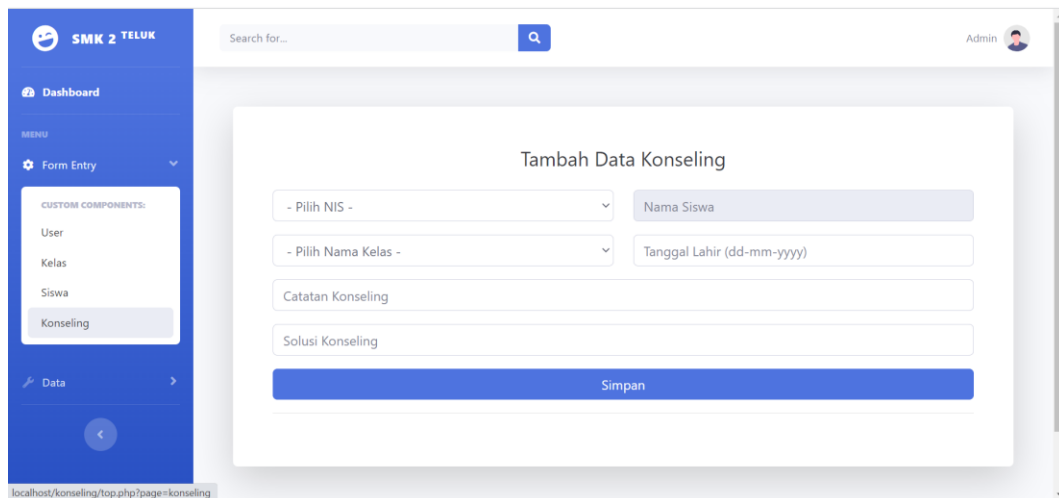 SMK 2 TELUK
Search for...
Admin
Dashboard
MENU
Form Entry
CUSTOM COMPONENTS:
User
Kelas
Siswa
Konseling
Data
Tambah Data Konseling
- Pilih NIS -
Nama Siswa
- Pilih Nama Kelas -
Tanggal Lahir (dd-mm-yyyy)
Catatan Konseling
Solusi Konseling
Simpan
localhost/konseling/top.php?page=konseling